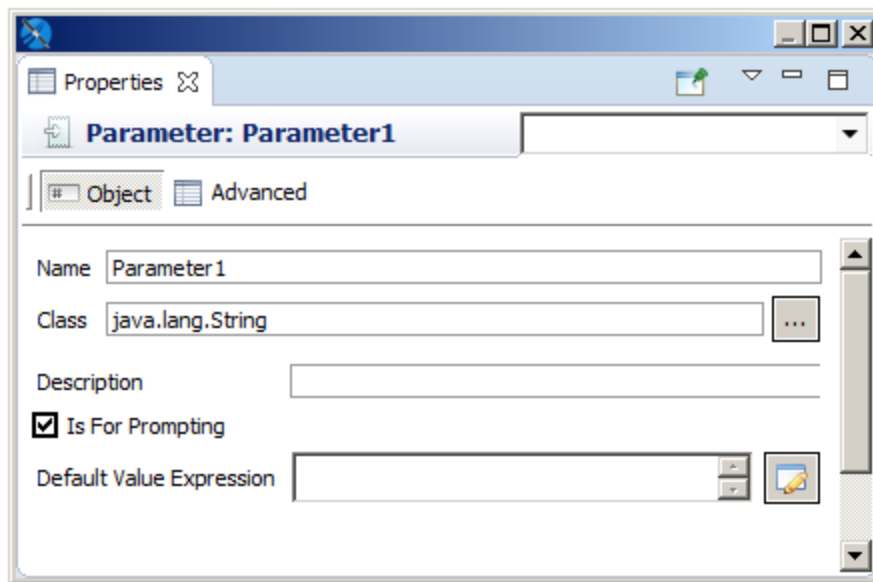 Properties
Parameter: Parameter1
# Object Advanced
Name Parameter1
Class java.lang.String ...
Description
Is For Prompting
Default Value Expression